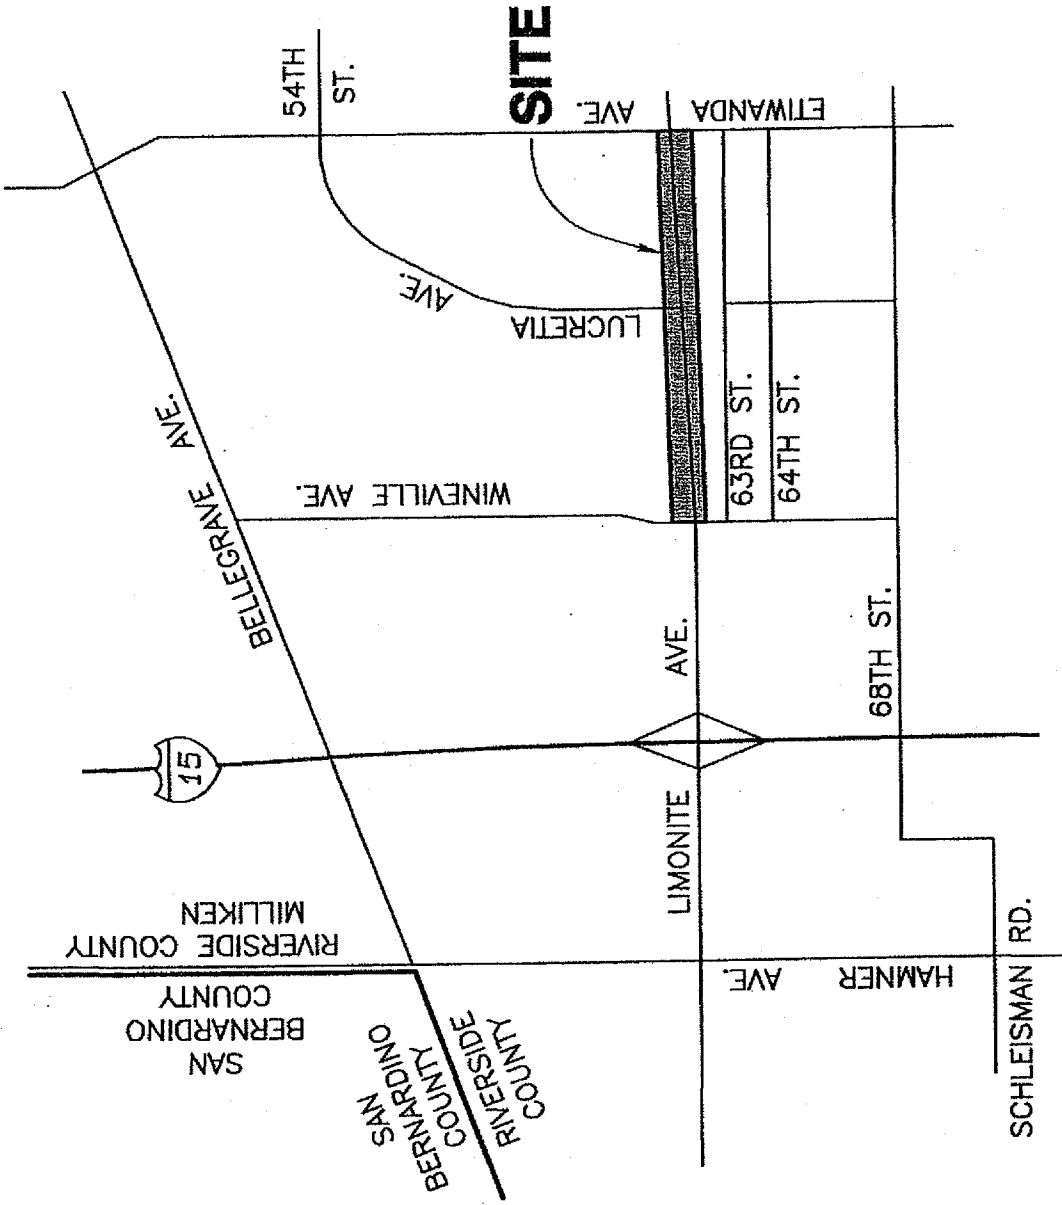 54TH
ST.
SITE
ETIWANDA
AVE.
LUCRETIA
AVE.
BELLEGRAVE AVE.
WINEVILLE AVE.
63RD ST.
64TH ST.
68TH ST.
LIMONITE AVE.
15
MILLIKEN
RIVERSIDE COUNTY
SAN
BERNARDINO
COUNTY
SAN
BERNARDINO
COUNTY
RIVERSIDE
COUNTY
HAMNER AVE.
SCHLEISMAN RD.